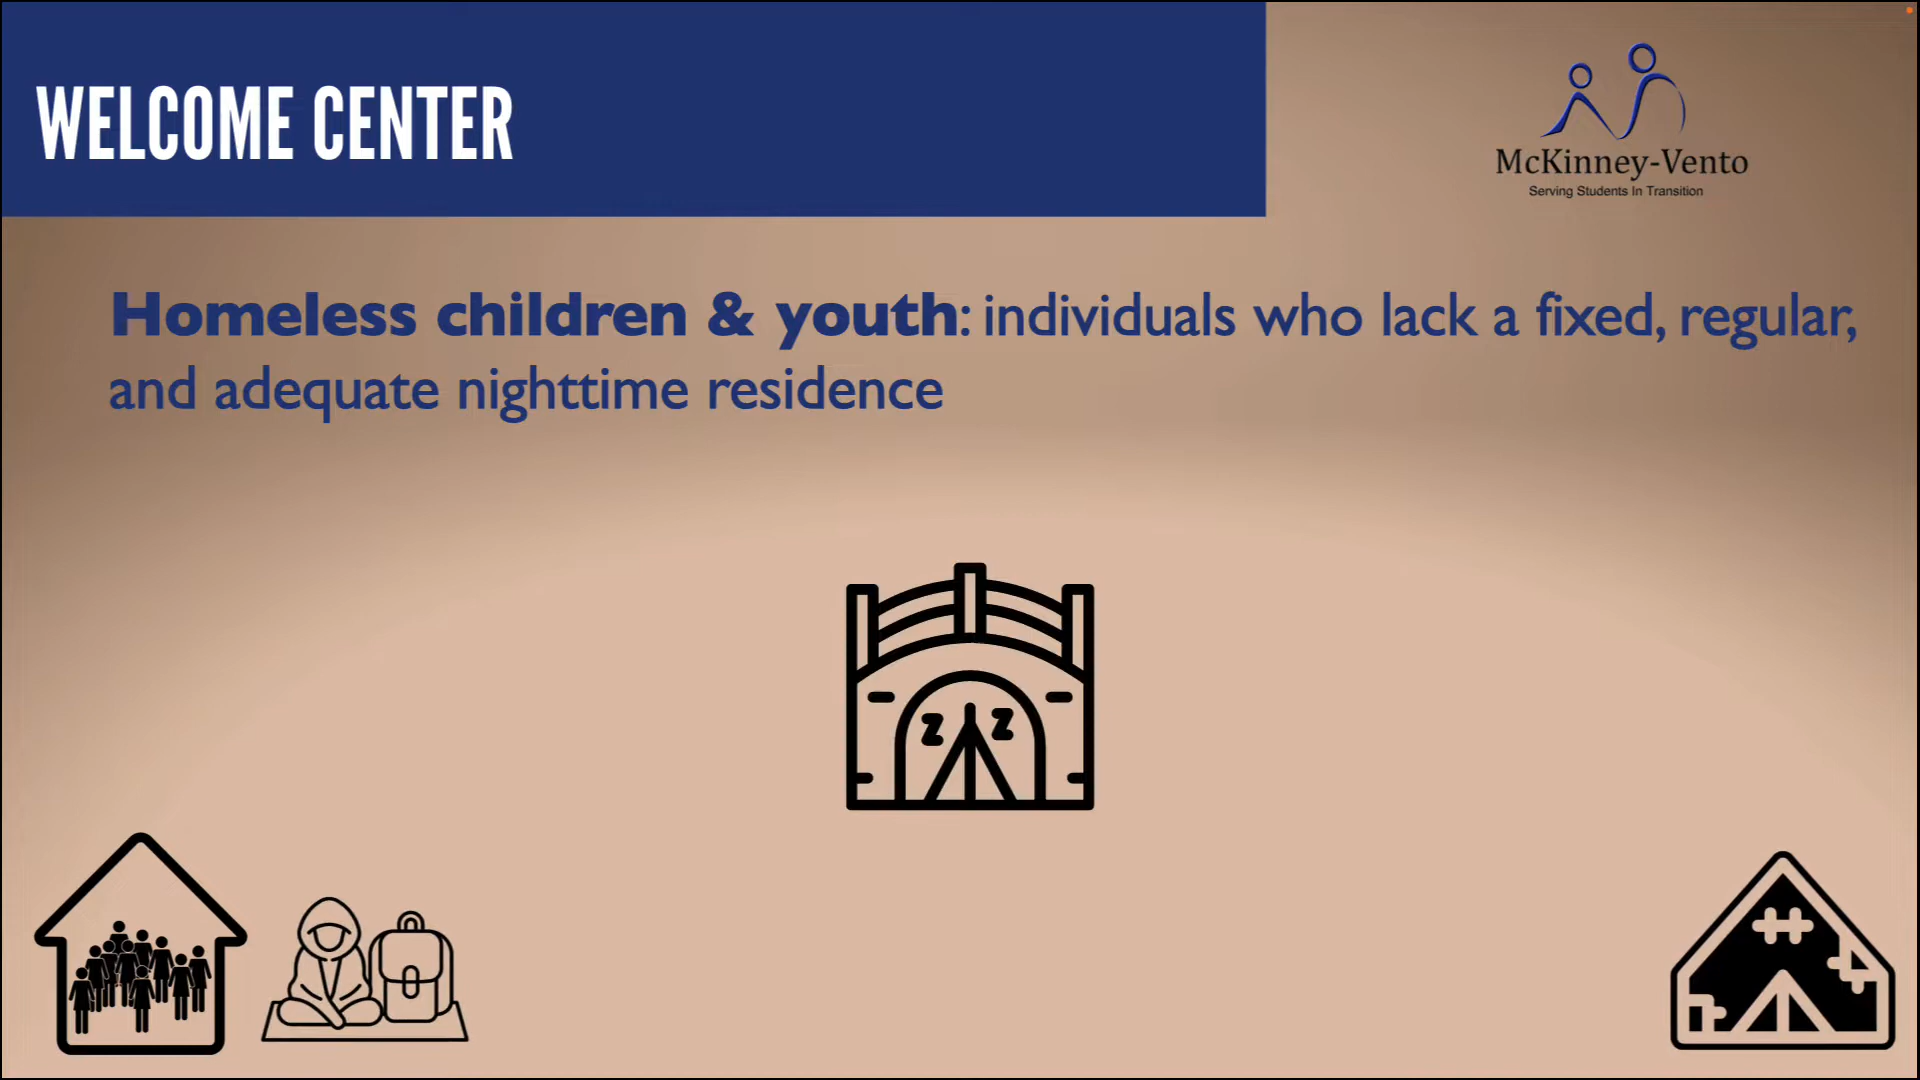 WELCOME CENTER
McKinney-Vento
Serving Students In Transition
Homeless children & youth: individuals who lack a fixed, regular,
and adequate nighttime residence
z z